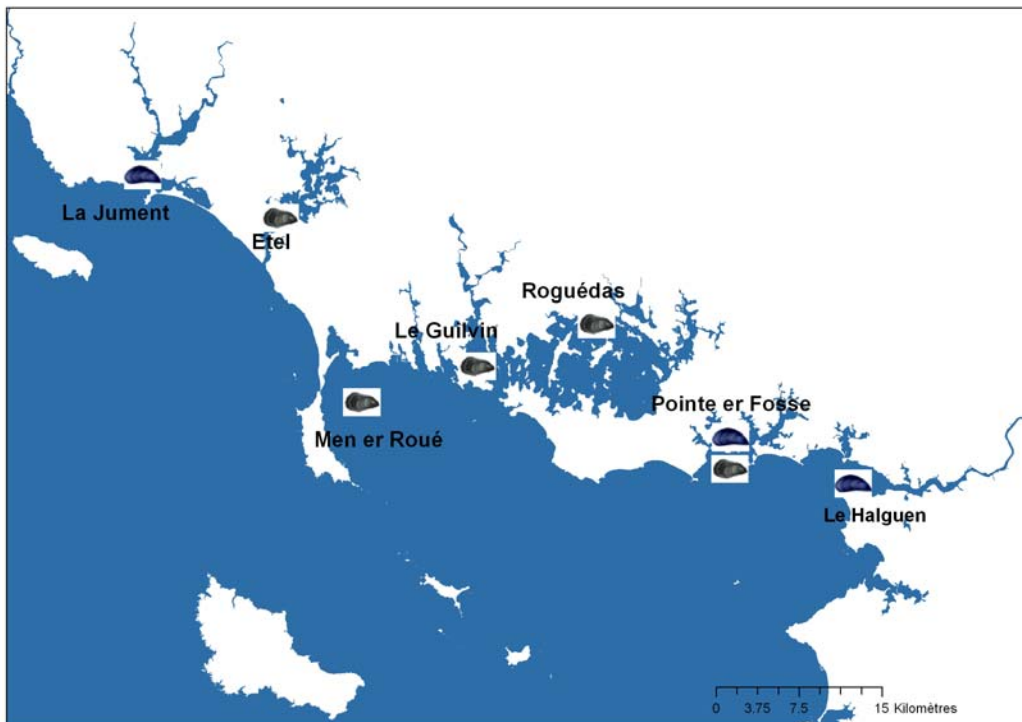 La Jument
Etel
Roguédas
Le Guilvin
Pointe er Fosse
Men er Roué
Le Halguen
0 3.75 7.5 15 Kilomètres